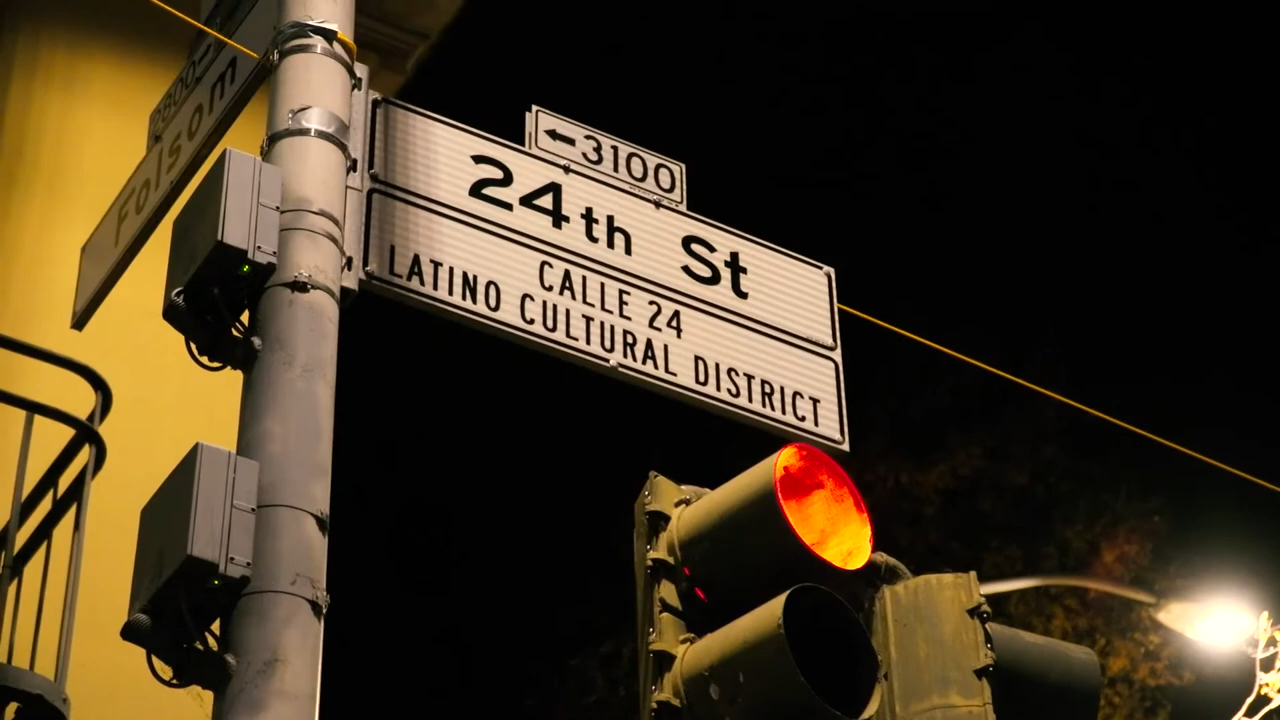 2800
Folsom
←3100
24th St
CALLE 24
LATINO CULTURAL DISTRICT